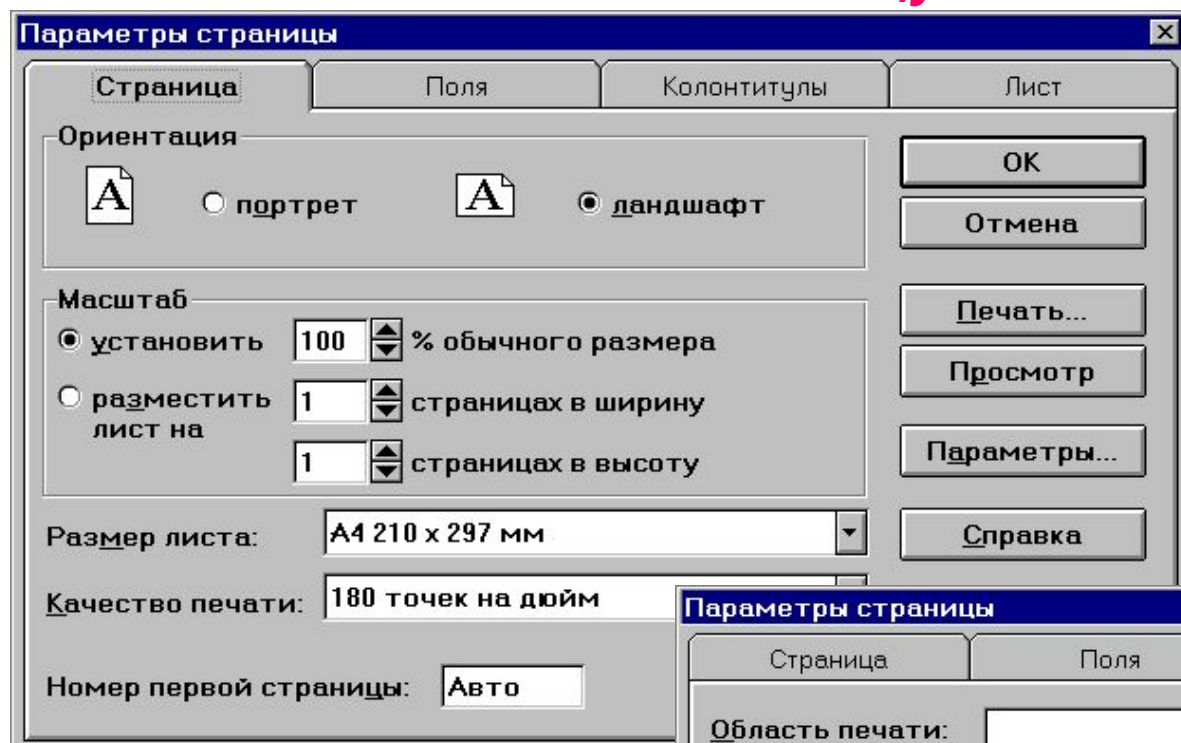 Параметры страницы
Страница Поля Колонтитулы Лист
Ориентация
A портрет A ландшафт
OK
Отмена
Масштаб
установить 100 % обычного размера
разместить лист на 1 страницах в ширину
1 страницах в высоту
Печать...
Просмотр
Параметры...
Размер листа: A4 210 x 297 мм
Справка
Качество печати: 180 точек на дюйм
Номер первой страницы: Авто
Параметры страницы
Страница Поля
Область печати: